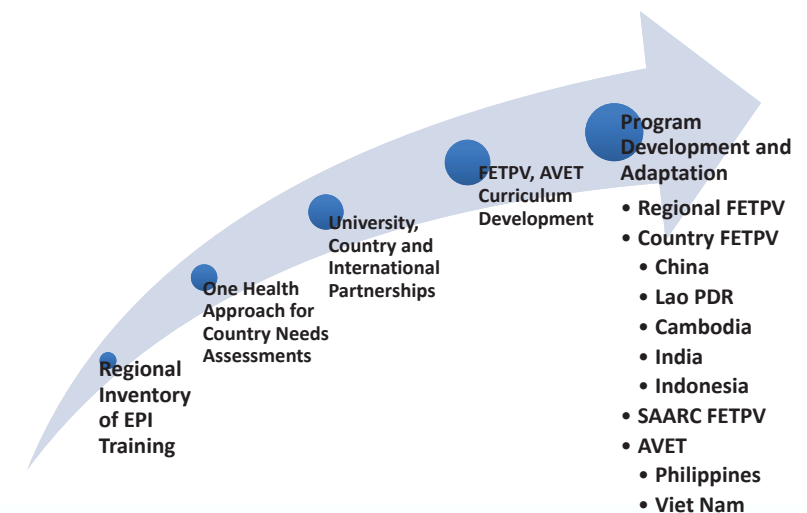 Regional
Inventory
of EPI
Training
One Health
Approach for
Country Needs
Assessments
University,
Country and
International
Partnerships
FETPV, AVET
Curriculum
Development
Program
Development and
Adaptation
• Regional FETPV
• Country FETPV
• China
• Lao PDR
• Cambodia
• India
• Indonesia
• SAARC FETPV
• AVET
• Philippines
• Viet Nam